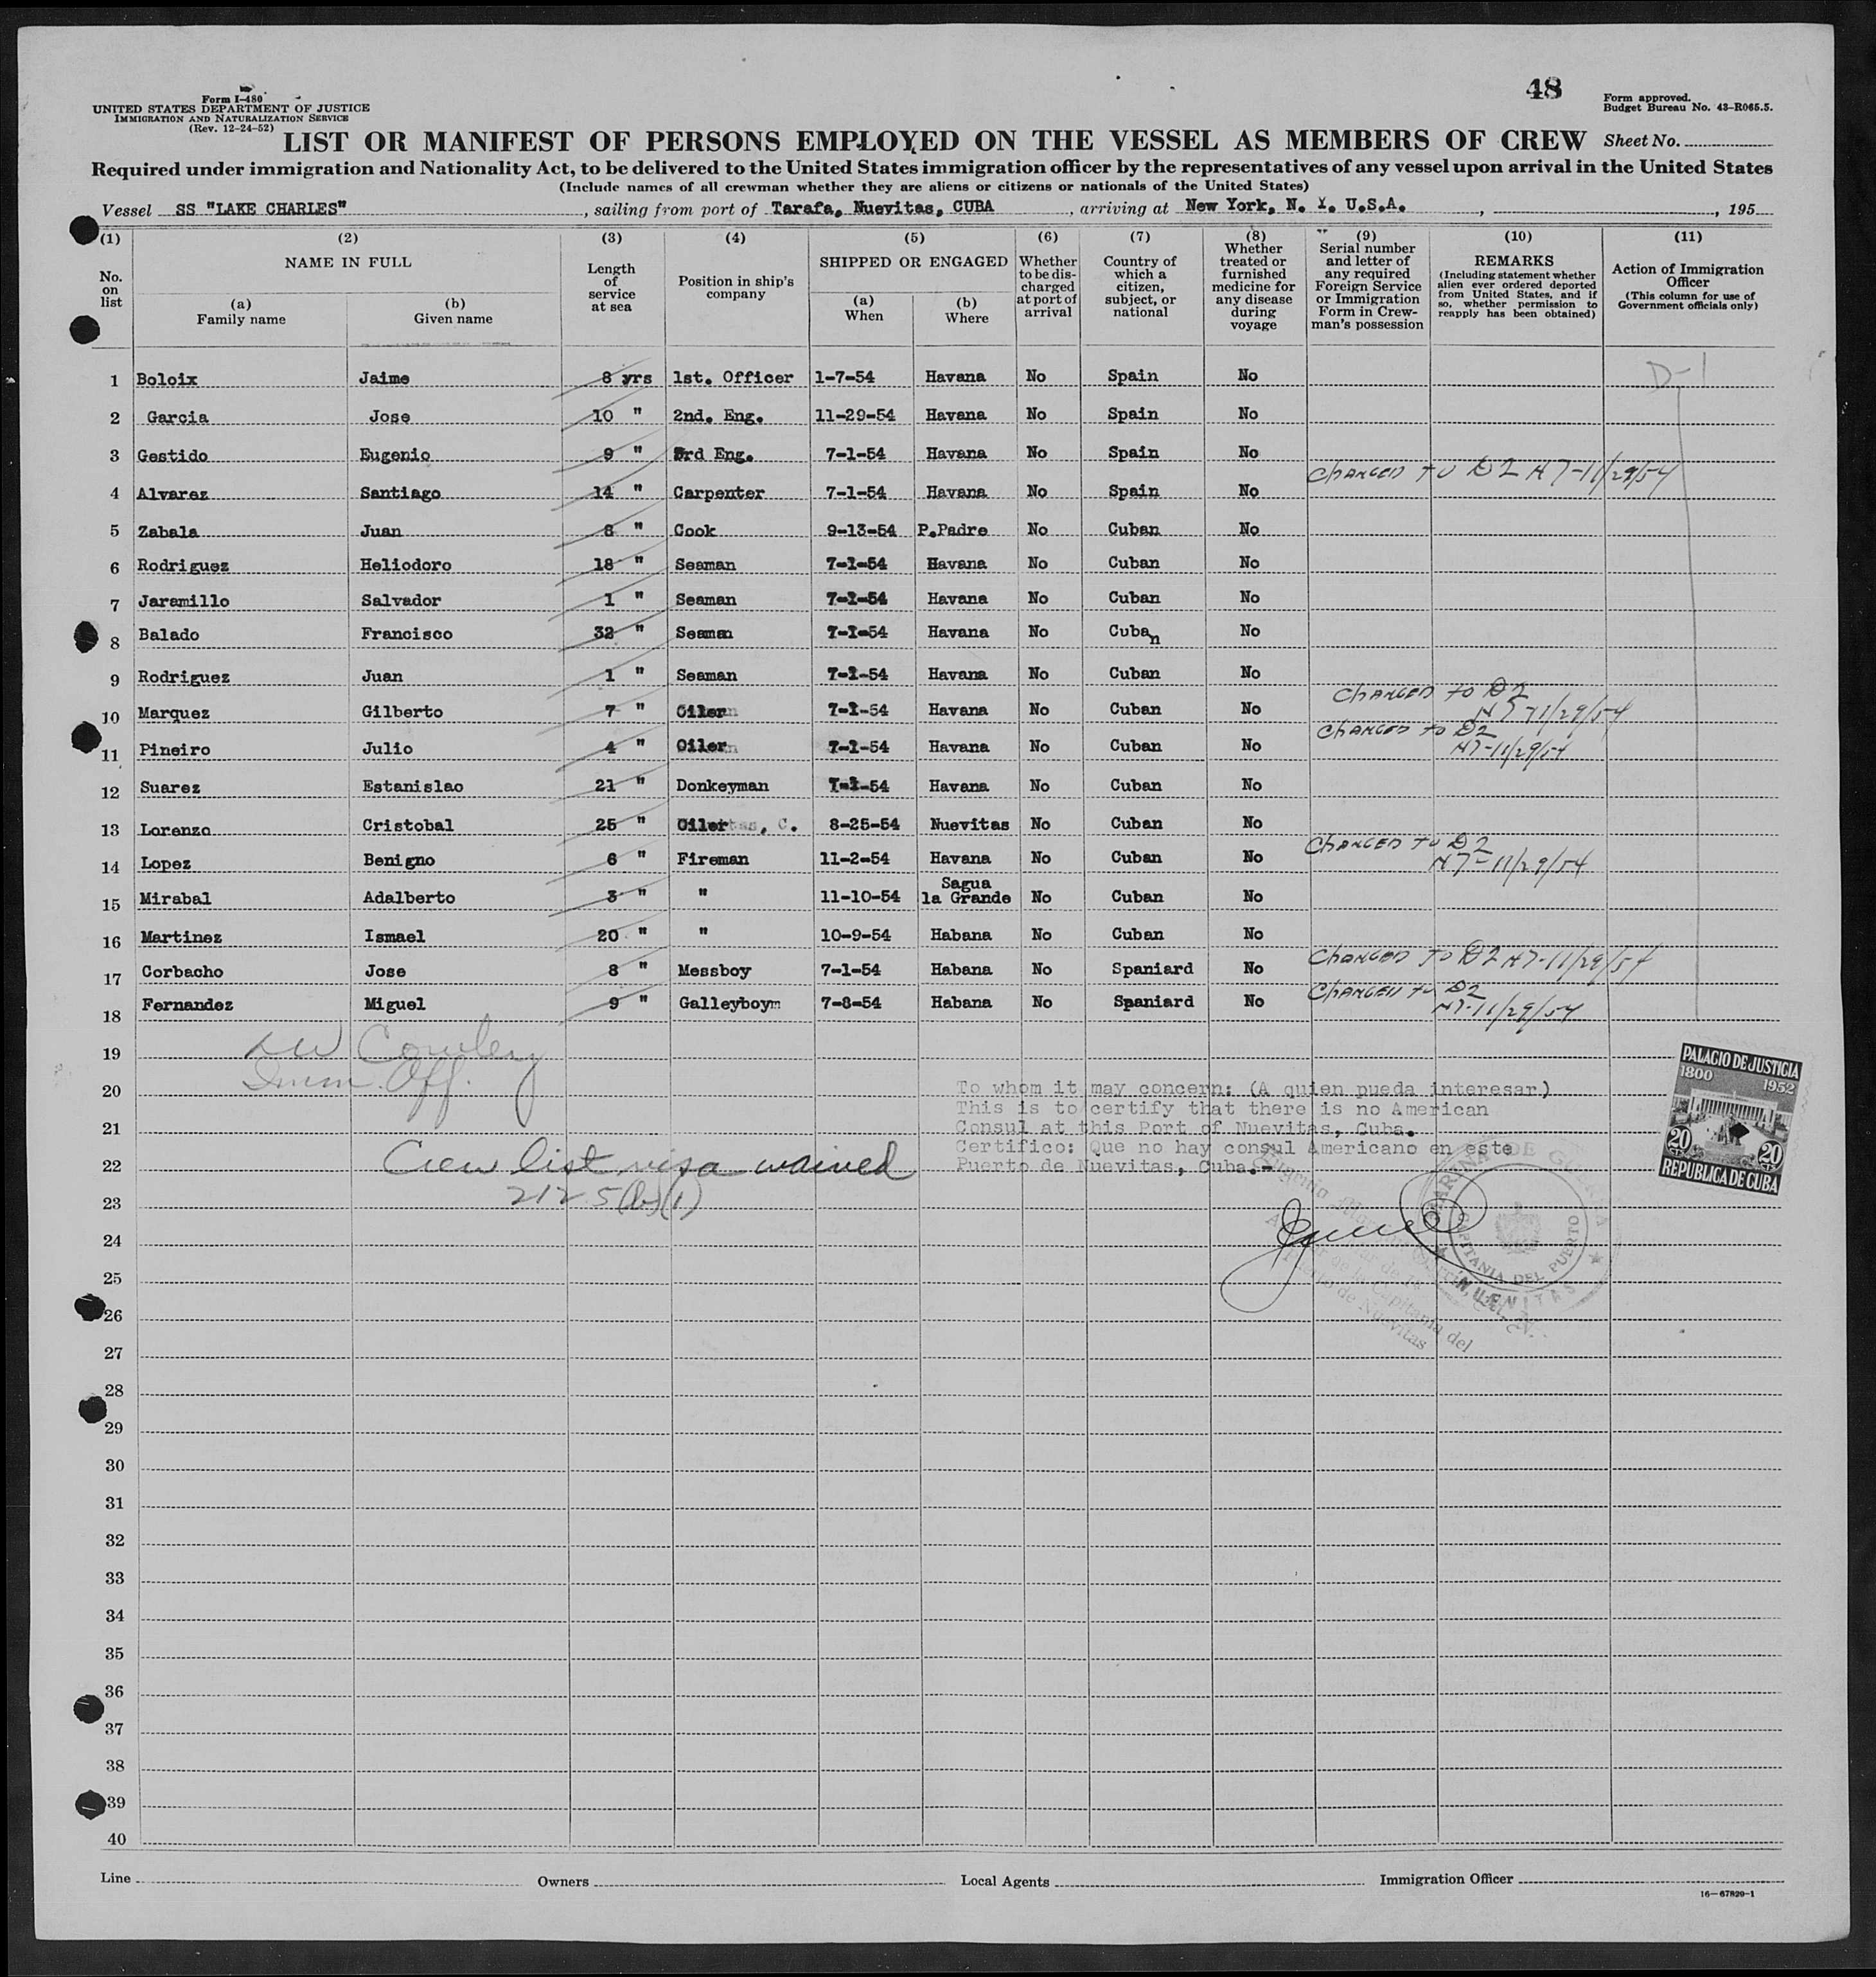 48
Form I-480
UNITED STATES DEPARTMENT OF JUSTICE
IMMIGRATION AND NATURALIZATION SERVICE
(Rev. 12-24-52)
Form approved.
Budget Bureau No. 43-R065.5.
LIST OR MANIFEST OF PERSONS EMPLOYED ON THE VESSEL AS MEMBERS OF CREW Sheet No.
Required under immigration and Nationality Act, to be delivered to the United States immigration officer by the representatives of any vessel upon arrival in the United States
(Include names of all crewman whether they are aliens or citizens or nationals of the United States)
Vessel SS "LAKE CHARLES", sailing from port of Tarafa, Nuevitas, CUBA, arriving at New York, N. Y. U.S.A., , 195
(1) (2) (3) (4) (5) (6) (7) (8) (9) (10) (11)
No. on list
NAME IN FULL
(a) Family name
(b) Given name
Length of service at sea
Position in ship's company
SHIPPED OR ENGAGED
(a) When
(b) Where
Whether to be discharged at port of arrival
Country of which a citizen, subject, or national
Whether treated or furnished medicine for any disease during voyage
Serial number and letter of any required Foreign Service or Immigration Form in Crewman's possession
REMARKS
(Including statement whether alien ever ordered deported from United States, and if so, whether permission to reapply has been obtained)
Action of Immigration Officer
(This column for use of Government officials only)
1 Boloix Jaime 8 yrs 1st. Officer 1-7-54 Havana No Spain No D-1
2 Garcia Jose 10 " 2nd. Eng. 11-29-54 Havana No Spain No
3 Gestido Eugenio 9 " 3rd Eng. 7-1-54 Havana No Spain No
4 Alvarez Santiago 14 " Carpenter 7-1-54 Havana No Spain No CHANGED TO D2 N7-11/29/54
5 Zabala Juan 8 " Cook 9-13-54 P.Padre No Cuban No
6 Rodriguez Heliodoro 18 " Seaman 7-1-54 Havana No Cuban No
7 Jaramillo Salvador 1 " Seaman 7-1-54 Havana No Cuban No
8 Balado Francisco 32 " Seaman 7-1-54 Havana No Cuban No
9 Rodriguez Juan 1 " Seaman 7-1-54 Havana No Cuban No
10 Marquez Gilberto 7 " Oiler 7-1-54 Havana No Cuban No CHANGED TO D2 N7 11/29/54
11 Pineiro Julio 4 " Oiler 7-1-54 Havana No Cuban No CHANGED TO D2 N7-11/29/54
12 Suarez Estanislao 21 " Donkeyman 7-1-54 Havana No Cuban No
13 Lorenzo Cristobal 25 " Oiler 8-25-54 Nuevitas No Cuban No
14 Lopez Benigno 6 " Fireman 11-2-54 Havana No Cuban No CHANGED TO D2 N7-11/29/54
15 Mirabal Adalberto 3 " " 11-10-54 Sagua la Grande No Cuban No
16 Martinez Ismael 20 " " 10-9-54 Habana No Cuban No
17 Corbacho Jose 8 " Messboy 7-1-54 Habana No Spaniard No CHANGED TO D2 N7-11/29/54
18 Fernandez Miguel 9 " Galleyboy 7-8-54 Habana No Spaniard No CHANGED TO D2 N7-11/29/54
19
20
21
22
23
24
25
26
27
28
29
30
31
32
33
34
35
36
37
38
39
40
Cowley
Imm. Off.
Crew list visa waived
212.5(b)(1)
To whom it may concern: (A quien pueda interesar)
This is to certify that there is no American
Consul at this Port of Nuevitas, Cuba.
Certifico: Que no hay consul Americano en este
Puerto de Nuevitas, Cuba.-
PALACIO DE JUSTICIA
1800 1952
20 20
REPUBLICA DE CUBA
MARINA DE GUERRA
CAPITANIA DEL PUERTO
NUEVITAS
de la Capitania del
Puerto de Nuevitas
Line Owners Local Agents Immigration Officer
16—67829-1